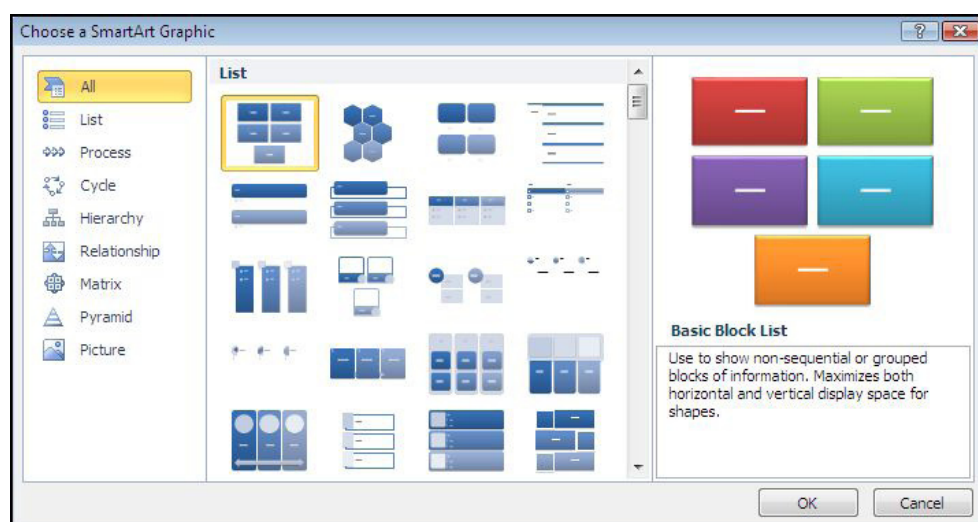 Choose a SmartArt Graphic
All
List
Process
Cycle
Hierarchy
Relationship
Matrix
Pyramid
Picture
List
Basic Block List
Use to show non-sequential or grouped
blocks of information. Maximizes both
horizontal and vertical display space for
shapes.
OK
Cancel